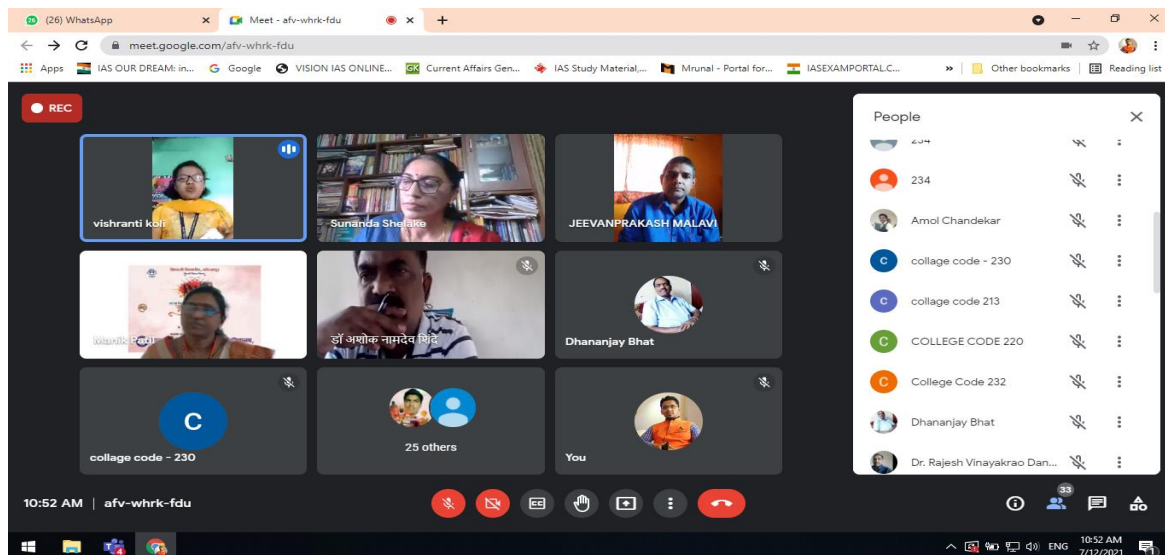 (26) WhatsApp
Meet - afv-whrk-fdu
meet.google.com/afv-whrk-fdu
Apps IAS OUR DREAM: in... Google VISION IAS ONLINE... GK Current Affairs Gen... IAS Study Material,... Mrunal - Portal for... IASEXAMPORTAL.C... » Other bookmarks Reading list
REC
People
234
234
Amol Chandekar
collage code - 230
collage code 213
COLLEGE CODE 220
College Code 232
Dhananjay Bhat
Dr. Rajesh Vinayakrao Dan...
vishranti koli
Sunanda Shelake
JEEVANPRAKASH MALAVI
डॉ अशोक नामदेव शिंदे
Dhananjay Bhat
C
collage code - 230
25 others
You
10:52 AM | afv-whrk-fdu
33
ENG
10:52 AM
7/12/2021